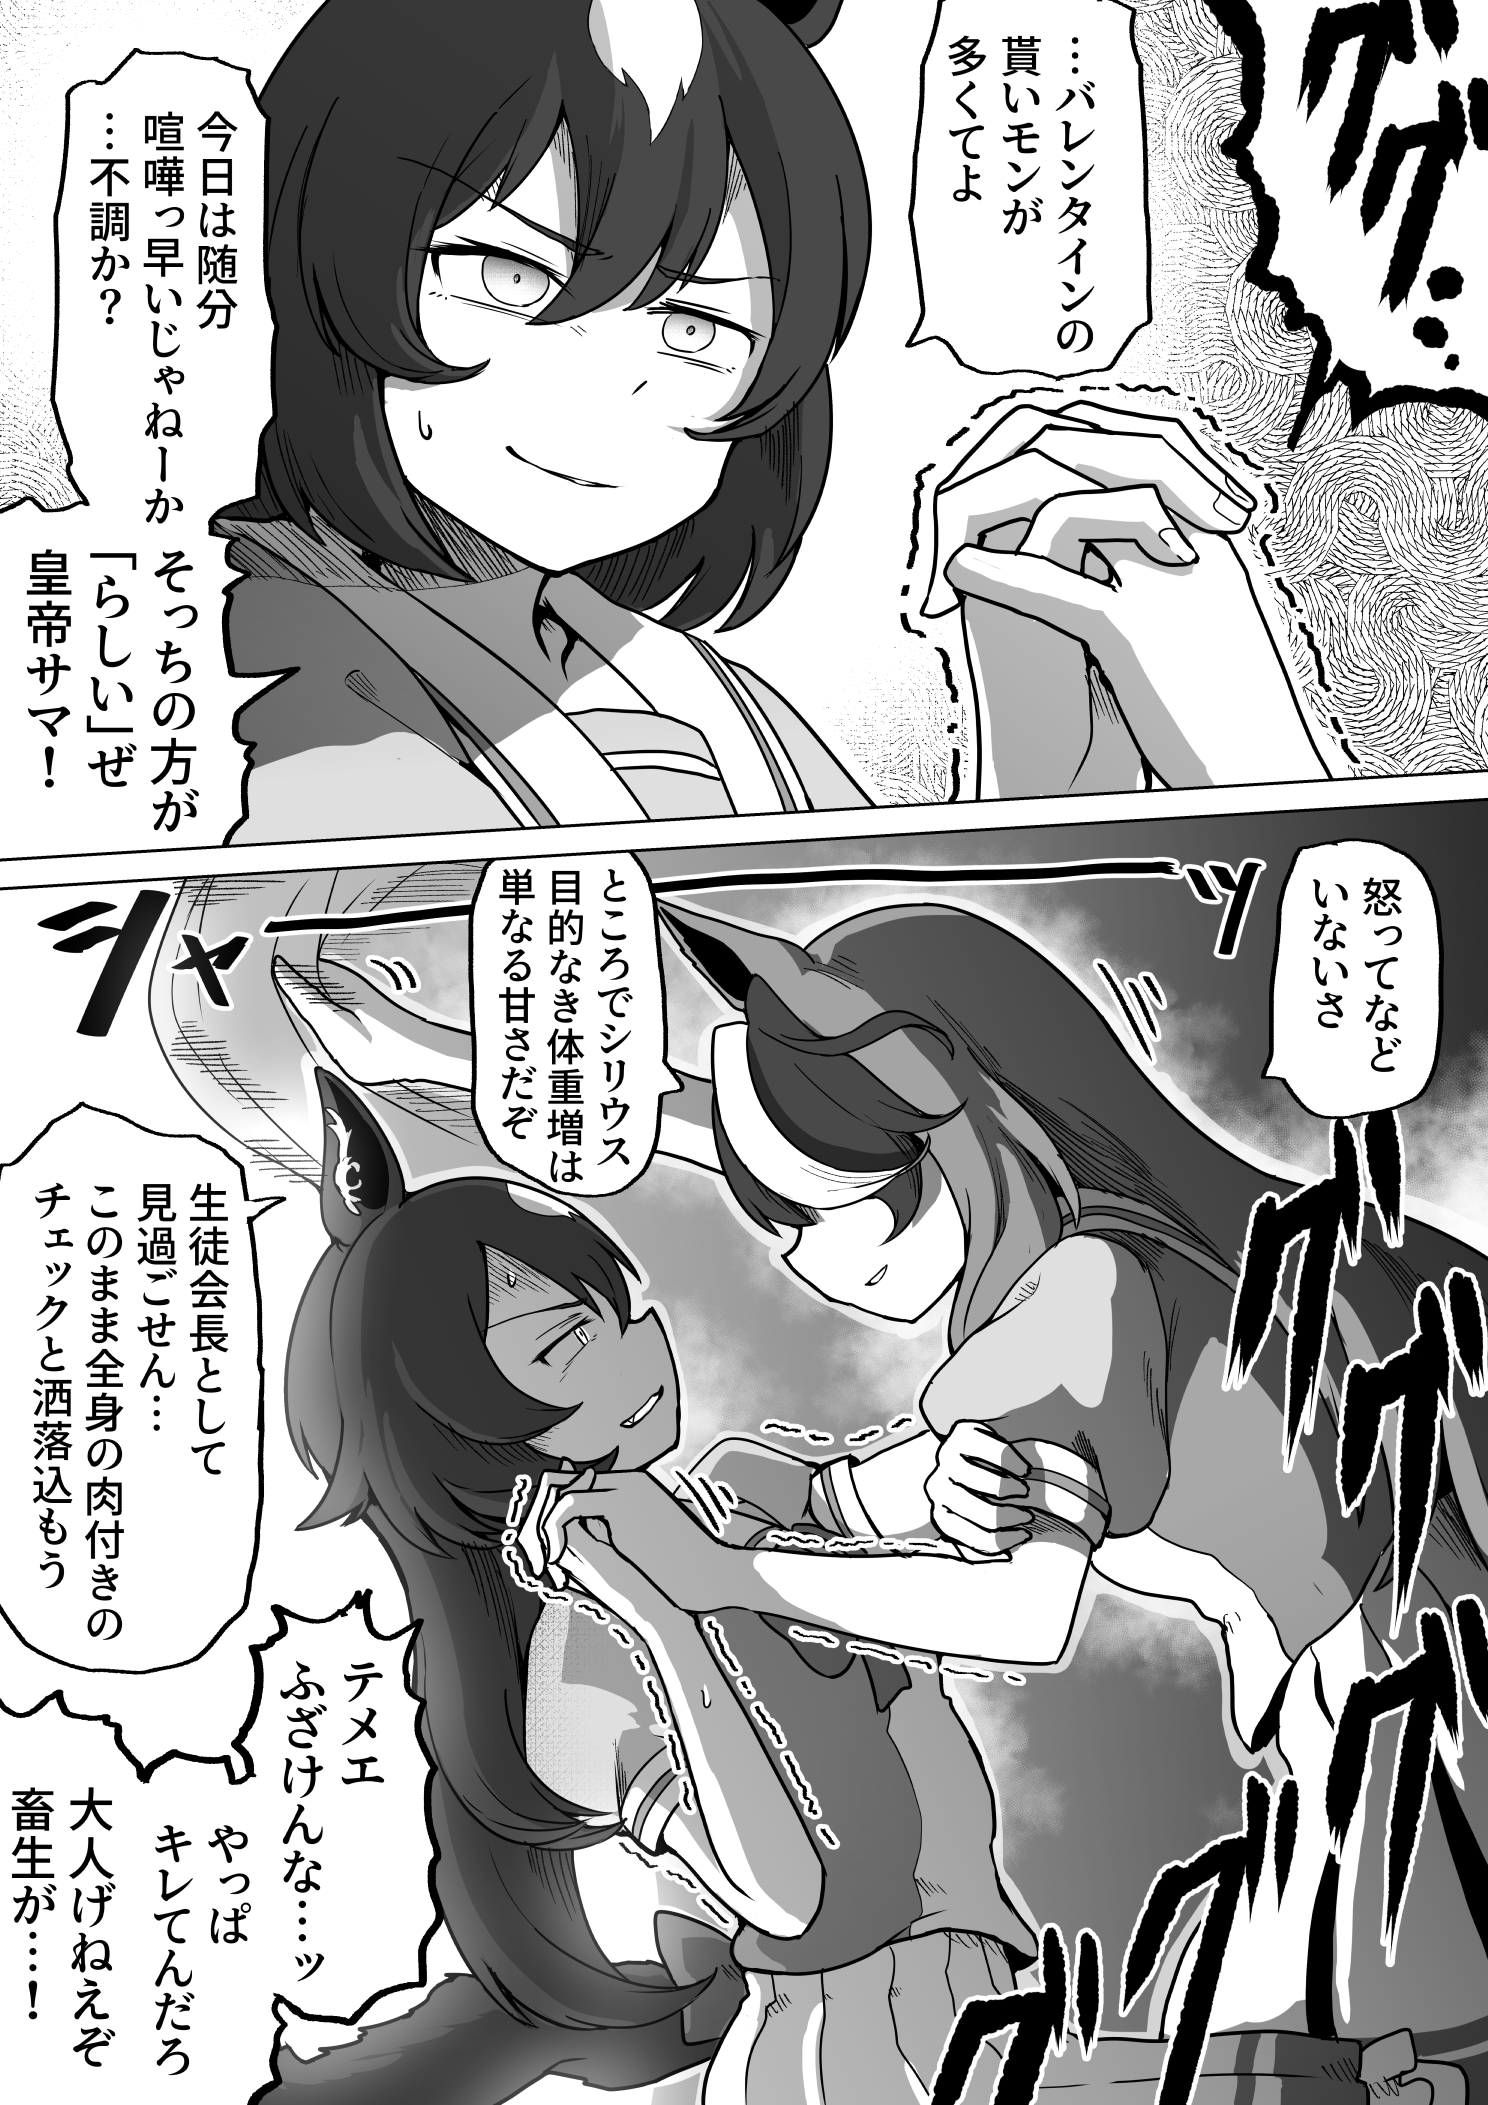 グググ…
…バレンタインの
貰いモンが
多くてよ
今日は随分
喧嘩っ早いじゃねーか
…不調か?
そっちの方が
「らしい」ぜ
皇帝サマ!
怒ってなど
いないさ
シャーッ
ところでシリウス
目的なき体重増は
単なる甘さだぞ
生徒会長として
見過ごせん…
このまま全身の肉付きの
チェックと洒落込もう
テメエ
ふざけんな……ッ
やっぱ
キレてんだろ
大人げねえぞ
畜生が…!
ググググググ